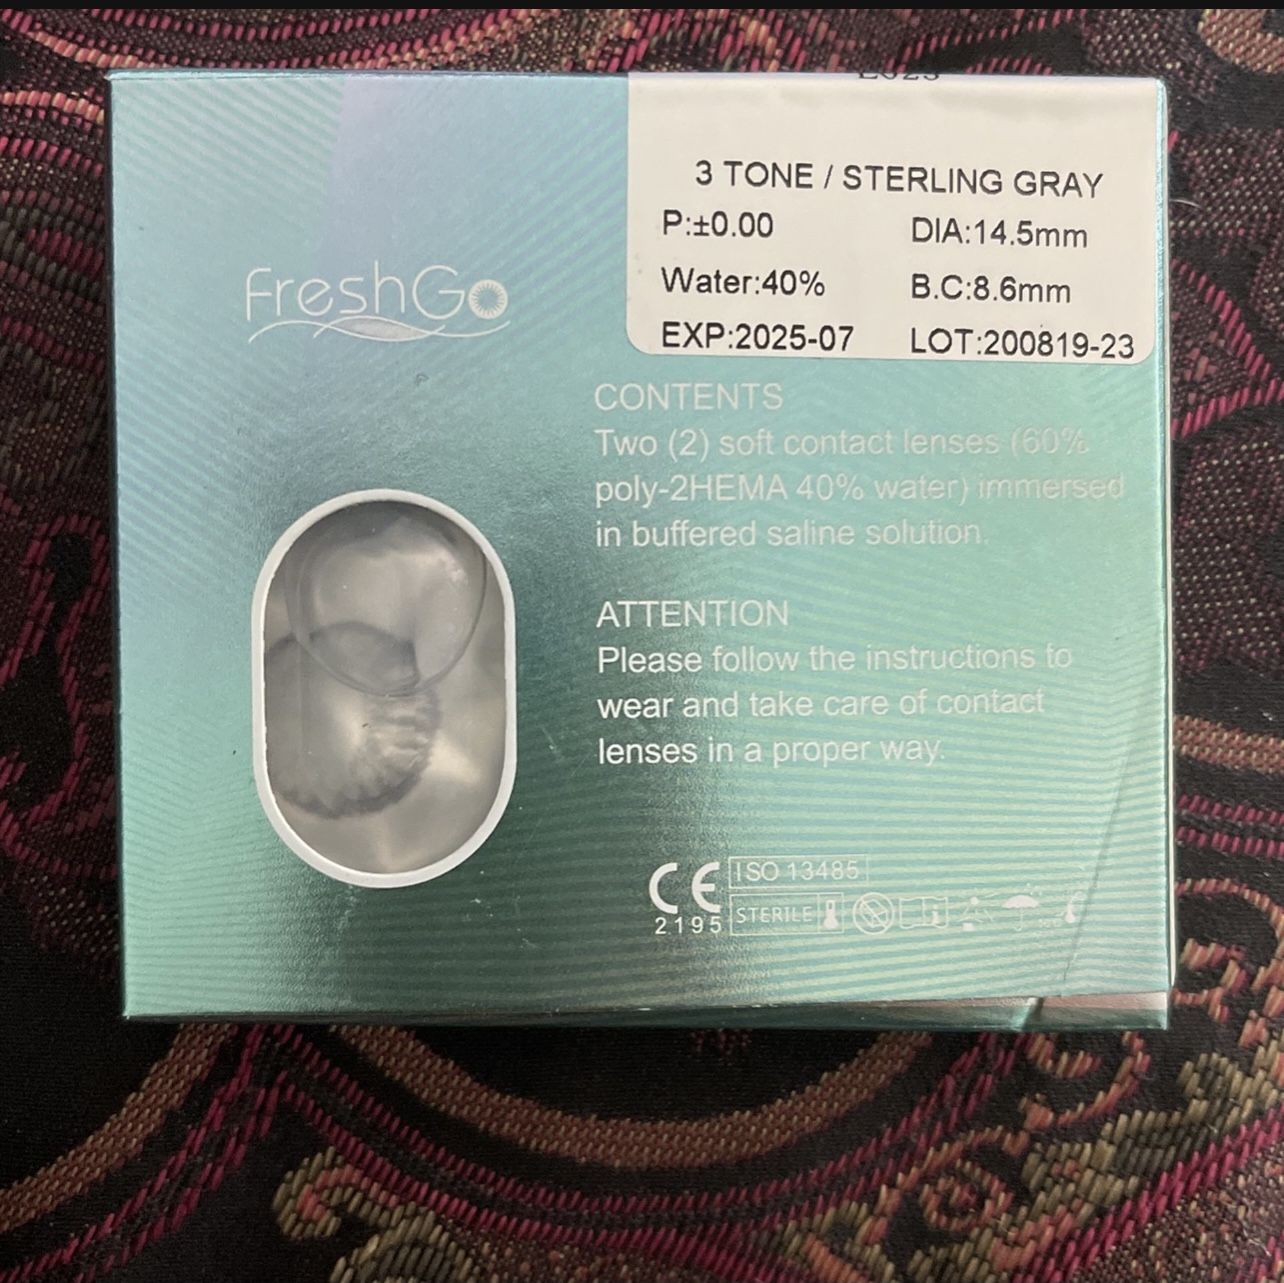 3 TONE / STERLING GRAY
P:±0.00 DIA:14.5mm
Water:40% B.C:8.6mm
EXP:2025-07 LOT:200819-23
FreshGo
CONTENTS
Two (2) soft contact lenses (60%
poly-2HEMA 40% water) immersed
in buffered saline solution.
ATTENTION
Please follow the instructions to
wear and take care of contact
lenses in a proper way.
CE ISO 13485
2195 STERILE